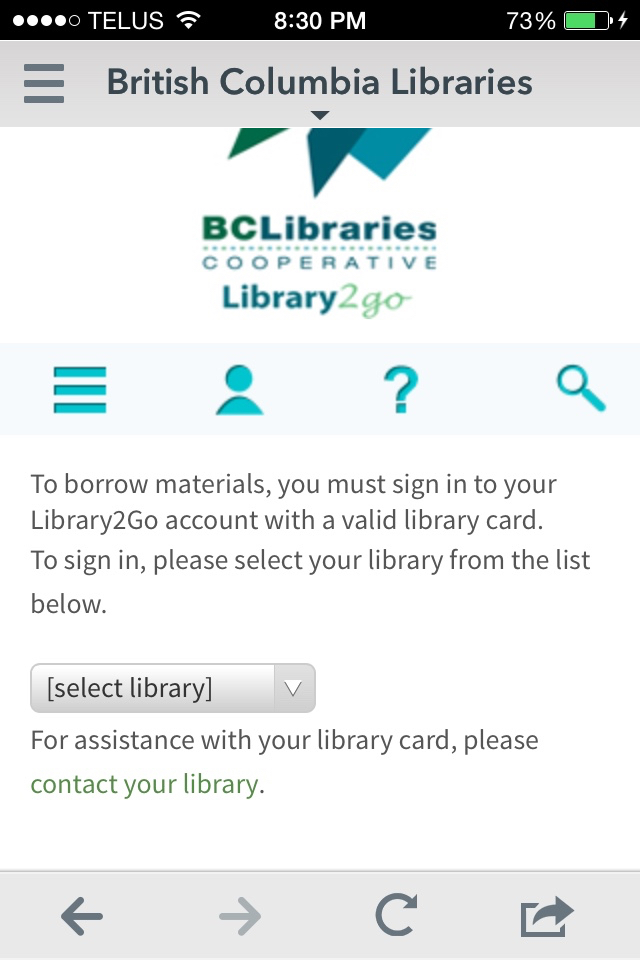 TELUS 8:30 PM 73%
British Columbia Libraries
BCLibraries
COOPERATIVE
Library2go
?
To borrow materials, you must sign in to your
Library2Go account with a valid library card.
To sign in, please select your library from the list
below.
[select library]
For assistance with your library card, please
contact your library.